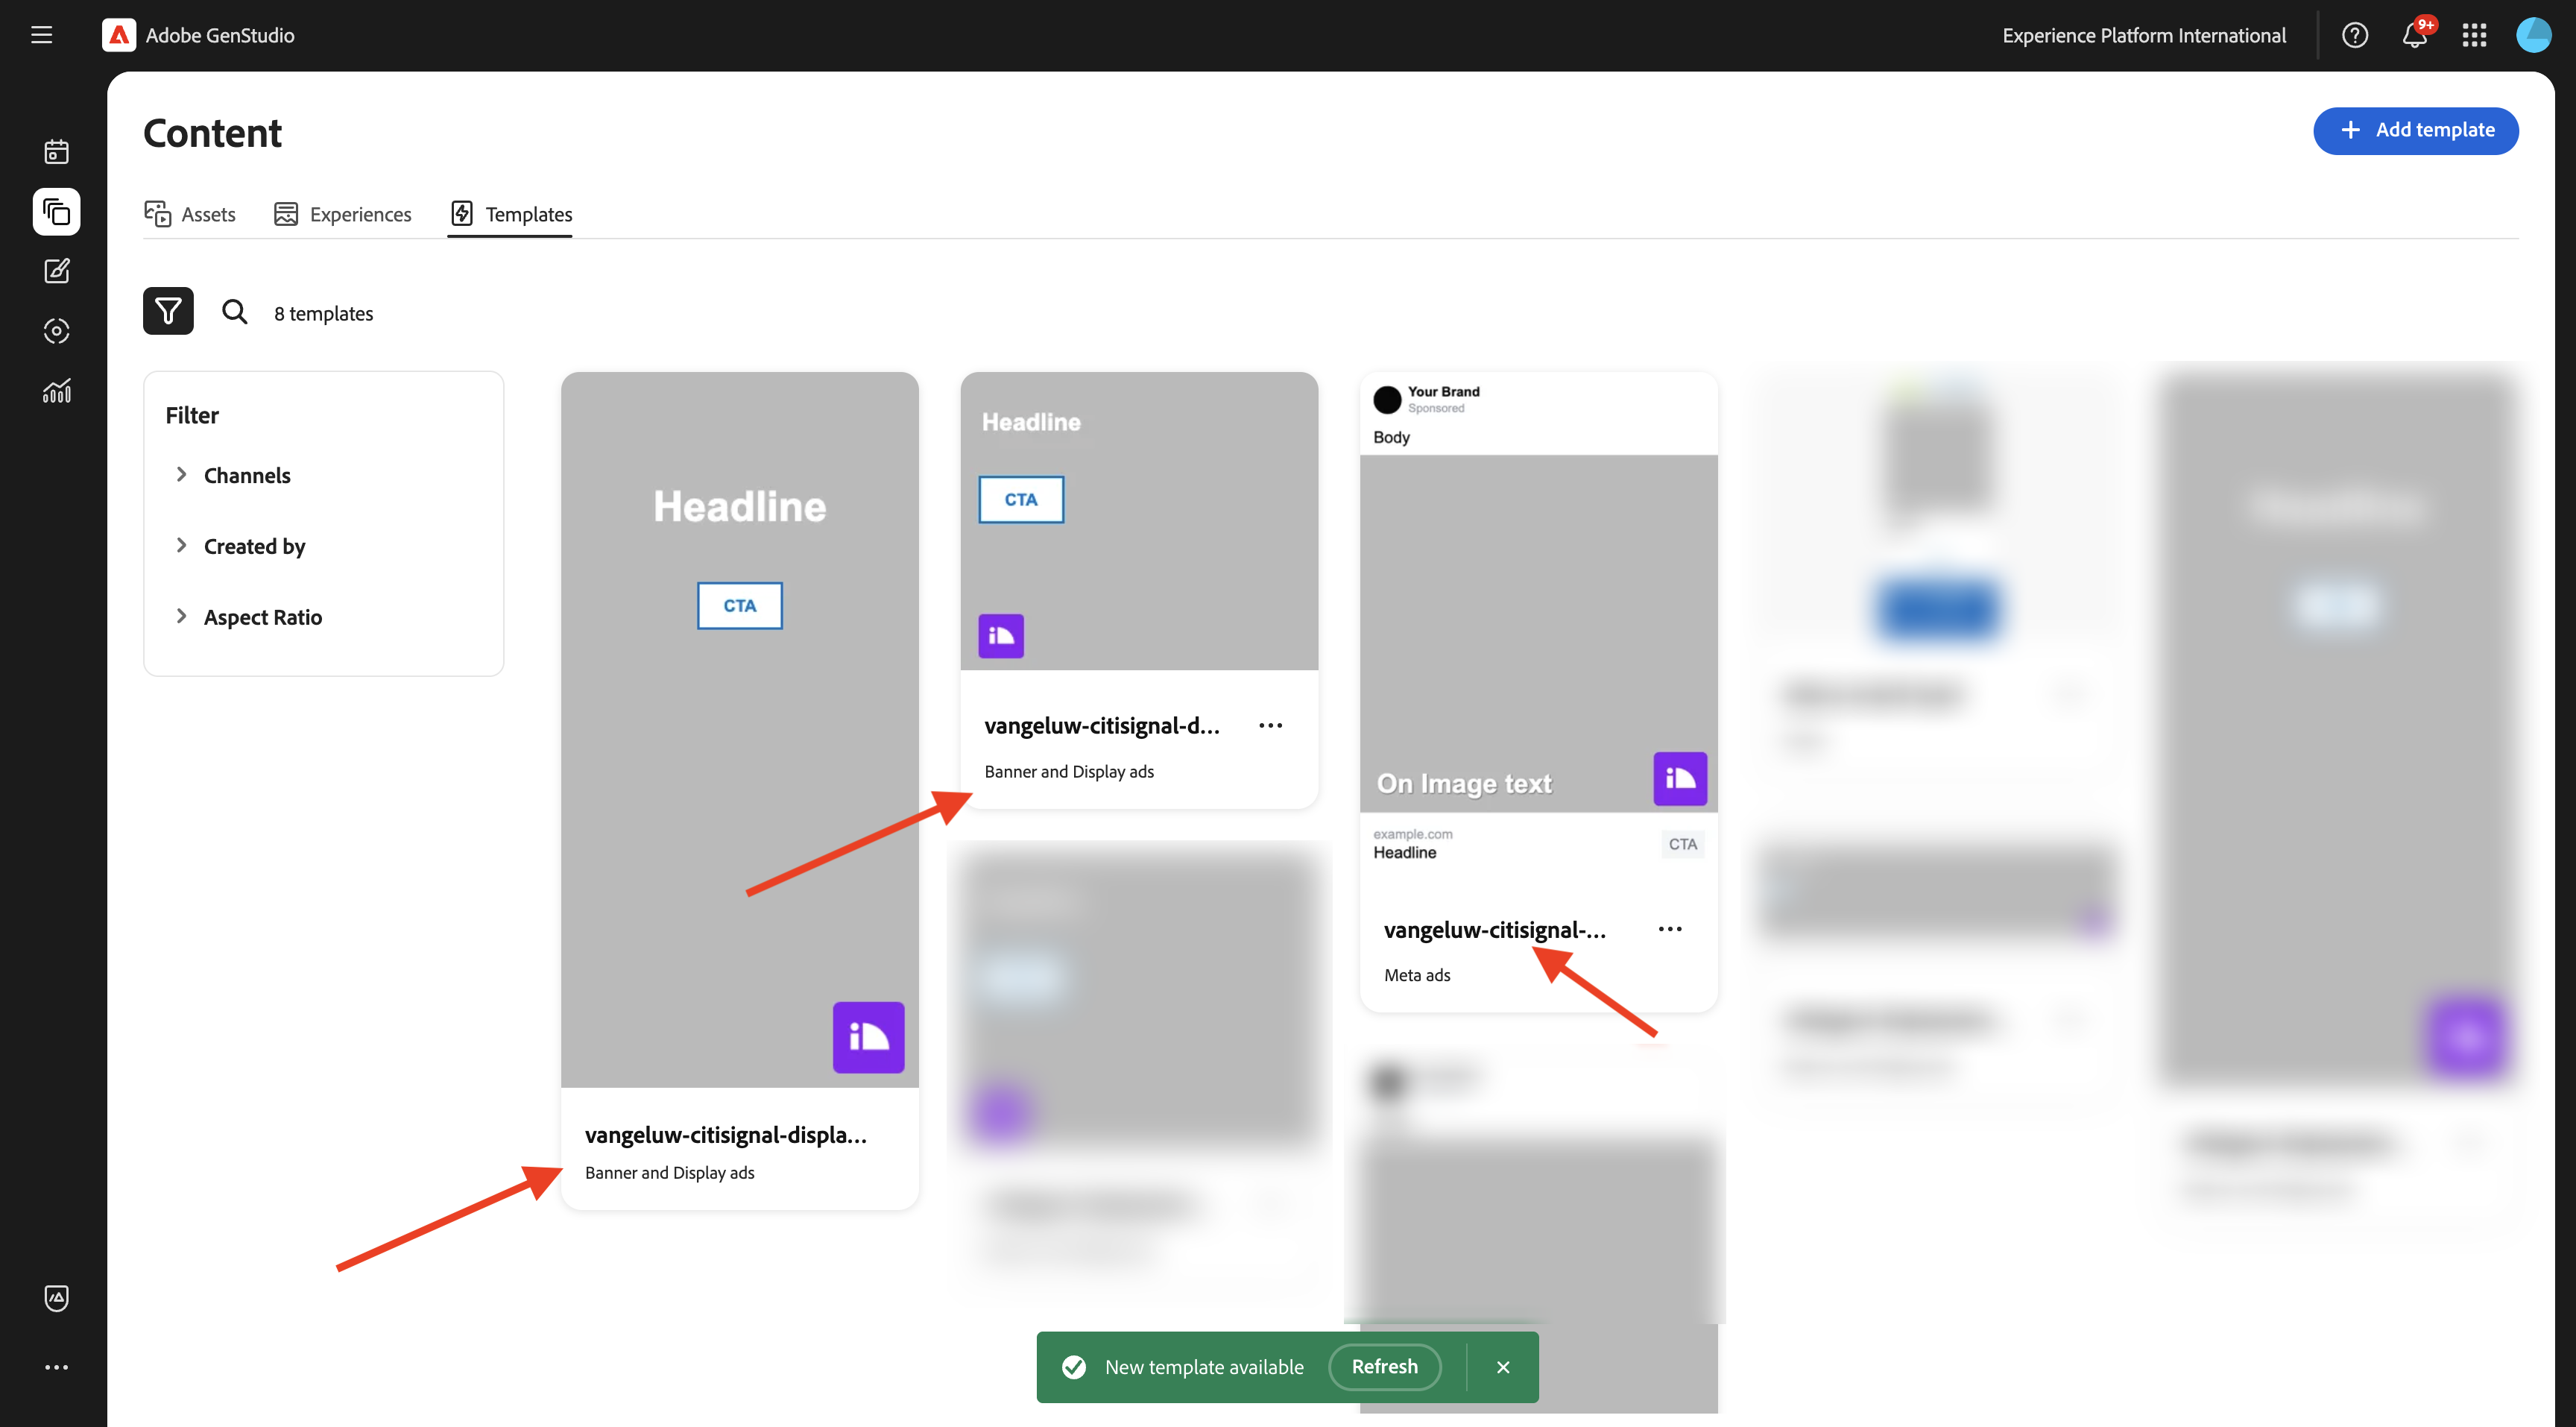 Adobe GenStudio
Experience Platform International
9+
Content
Add template
Assets
Experiences
Templates
8 templates
Filter
Channels
Created by
Aspect Ratio
Headline
CTA
vangeluw-citisignal-displa...
Banner and Display ads
Headline
CTA
vangeluw-citisignal-d...
Banner and Display ads
Your Brand
Sponsored
Body
On Image text
example.com
Headline
CTA
vangeluw-citisignal-...
Meta ads
New template available
Refresh